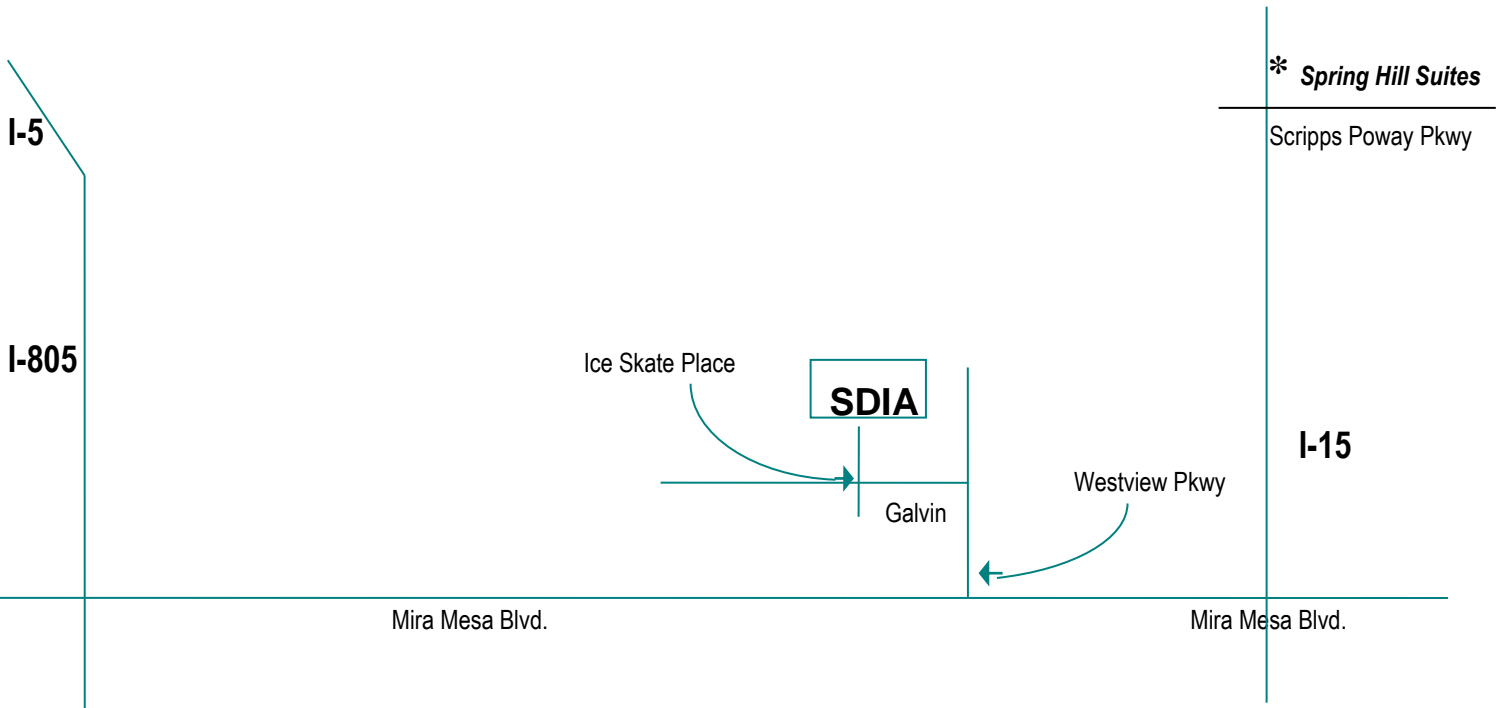 * Spring Hill Suites
I-5
Scripps Poway Pkwy
I-805
Ice Skate Place
SDIA
I-15
Westview Pkwy
Galvin
Mira Mesa Blvd.
Mira Mesa Blvd.